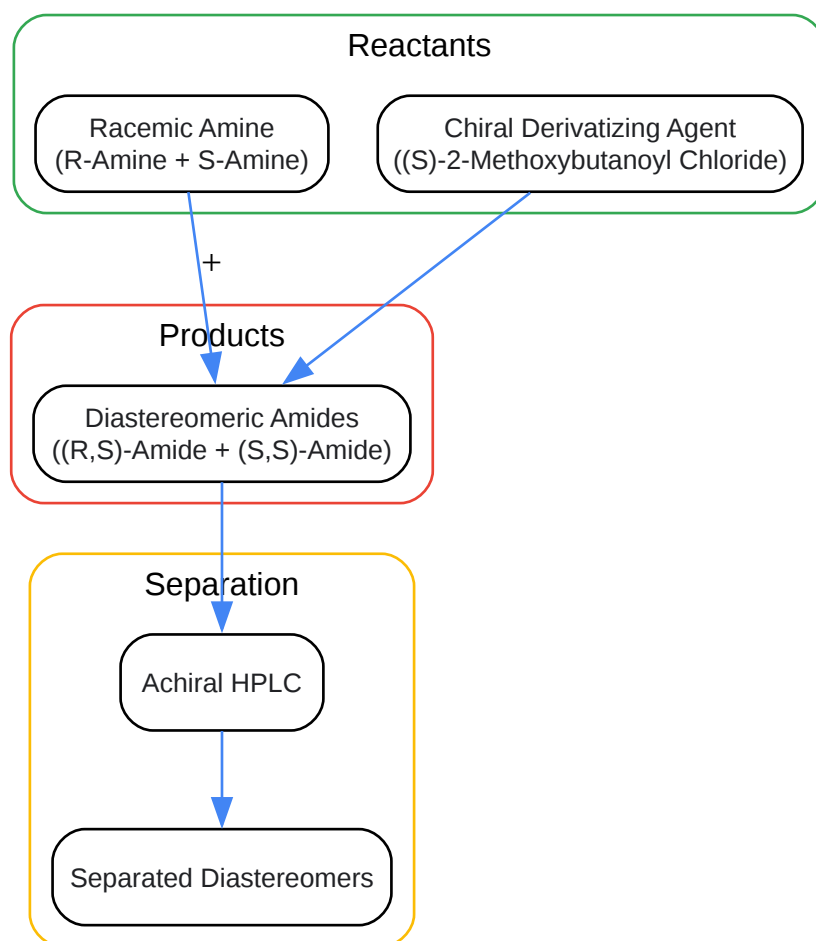 Reactants
Racemic Amine
(R-Amine + S-Amine)
Chiral Derivatizing Agent
((S)-2-Methoxybutanoyl Chloride)
+
Products
Diastereomeric Amides
((R,S)-Amide + (S,S)-Amide)
Separation
Achiral HPLC
Separated Diastereomers